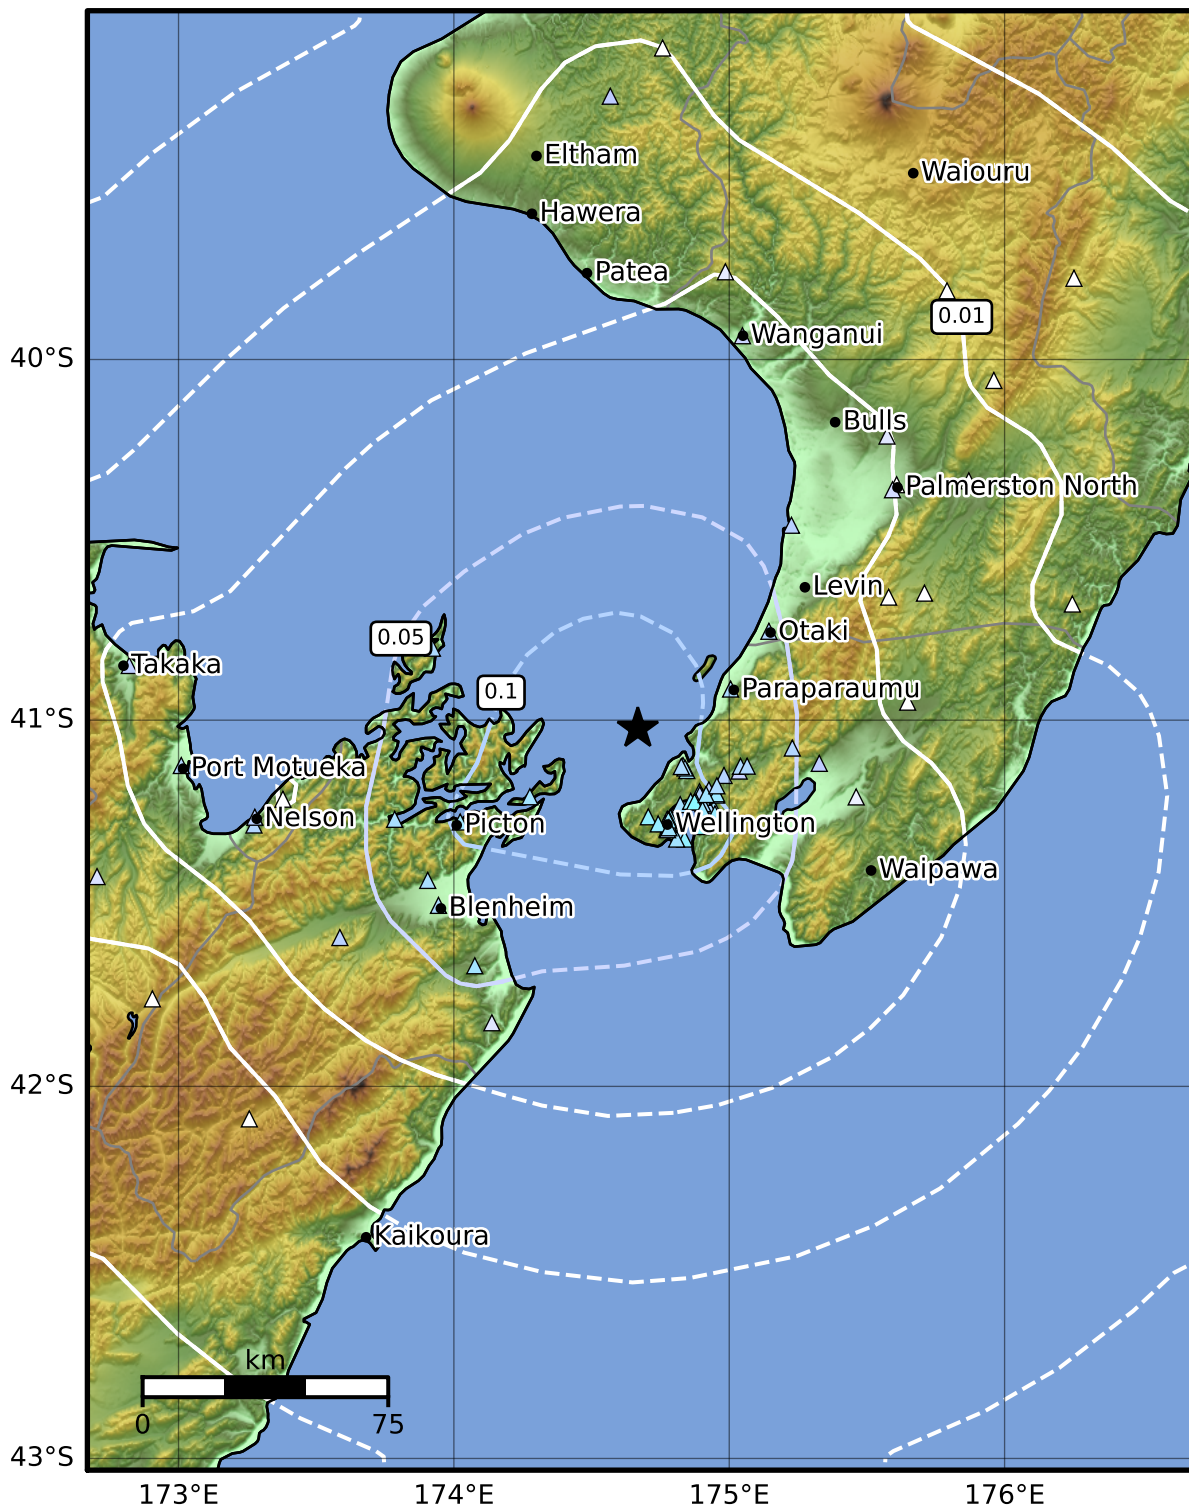 Eltham
Waiouru
Hawera
Patea
0.01
Wanganui
40°S
Bulls
Palmerston North
Levin
Otaki
0.05
Takaka
Paraparaumu
0.1
41°S
Port Motueka
Nelson
Picton
Wellington
Waipawa
Blenheim
42°S
Kaikoura
km
0
75
43°S
173°E
174°E
175°E
176°E